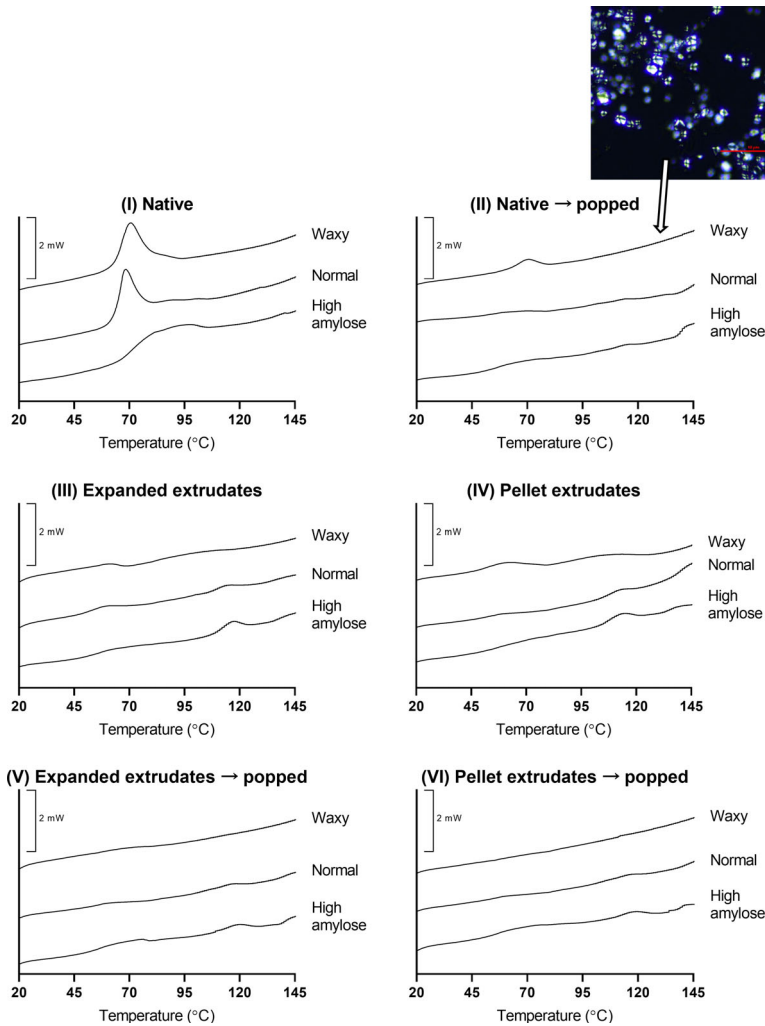 (I) Native
2 mW
Waxy
Normal
High
amylose
20 45 70 95 120 145
Temperature (°C)
(II) Native → popped
2 mW
Waxy
Normal
High
amylose
20 45 70 95 120 145
Temperature (°C)
(III) Expanded extrudates
2 mW
Waxy
Normal
High
amylose
20 45 70 95 120 145
Temperature (°C)
(IV) Pellet extrudates
2 mW
Waxy
Normal
High
amylose
20 45 70 95 120 145
Temperature (°C)
(V) Expanded extrudates → popped
2 mW
Waxy
Normal
High
amylose
20 45 70 95 120 145
Temperature (°C)
(VI) Pellet extrudates → popped
2 mW
Waxy
Normal
High
amylose
20 45 70 95 120 145
Temperature (°C)